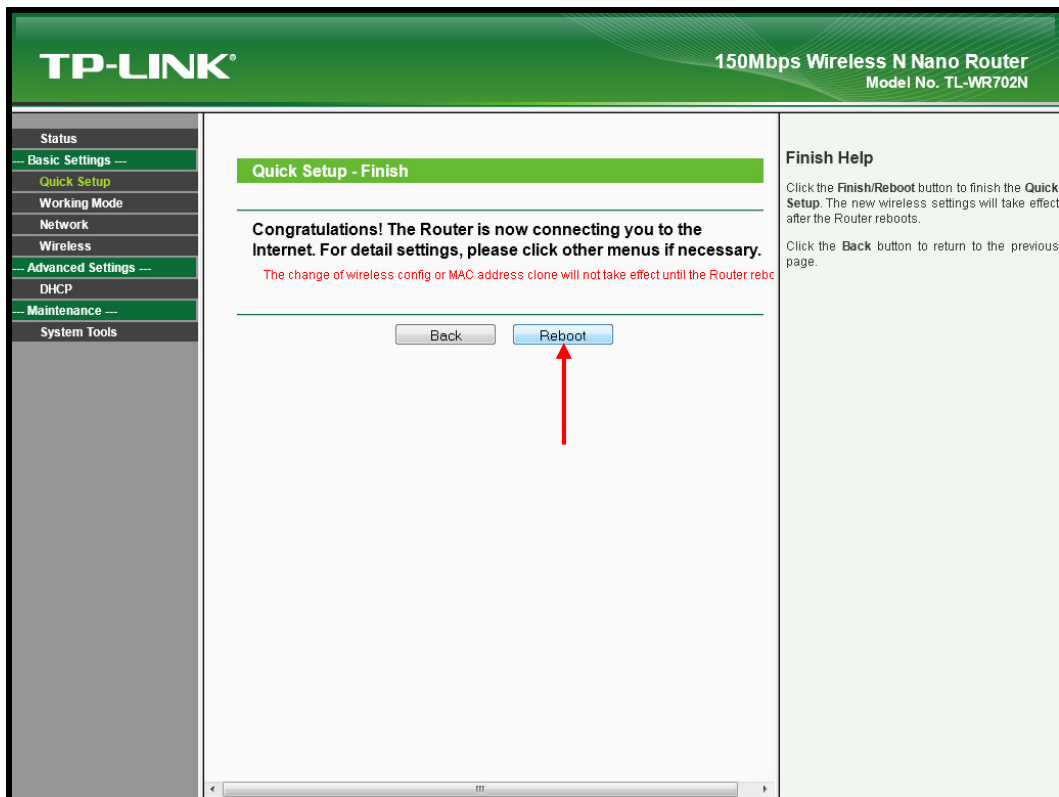 TP-LINK®
150Mbps Wireless N Nano Router
Model No. TL-WR702N
Status
--- Basic Settings ---
Quick Setup
Working Mode
Network
Wireless
--- Advanced Settings ---
DHCP
--- Maintenance ---
System Tools
Quick Setup - Finish
Congratulations! The Router is now connecting you to the
Internet. For detail settings, please click other menus if necessary.
The change of wireless config or MAC address clone will not take effect until the Router rebo
Back
Reboot
Finish Help
Click the Finish/Reboot button to finish the Quick
Setup. The new wireless settings will take effect
after the Router reboots.
Click the Back button to return to the previous
page.